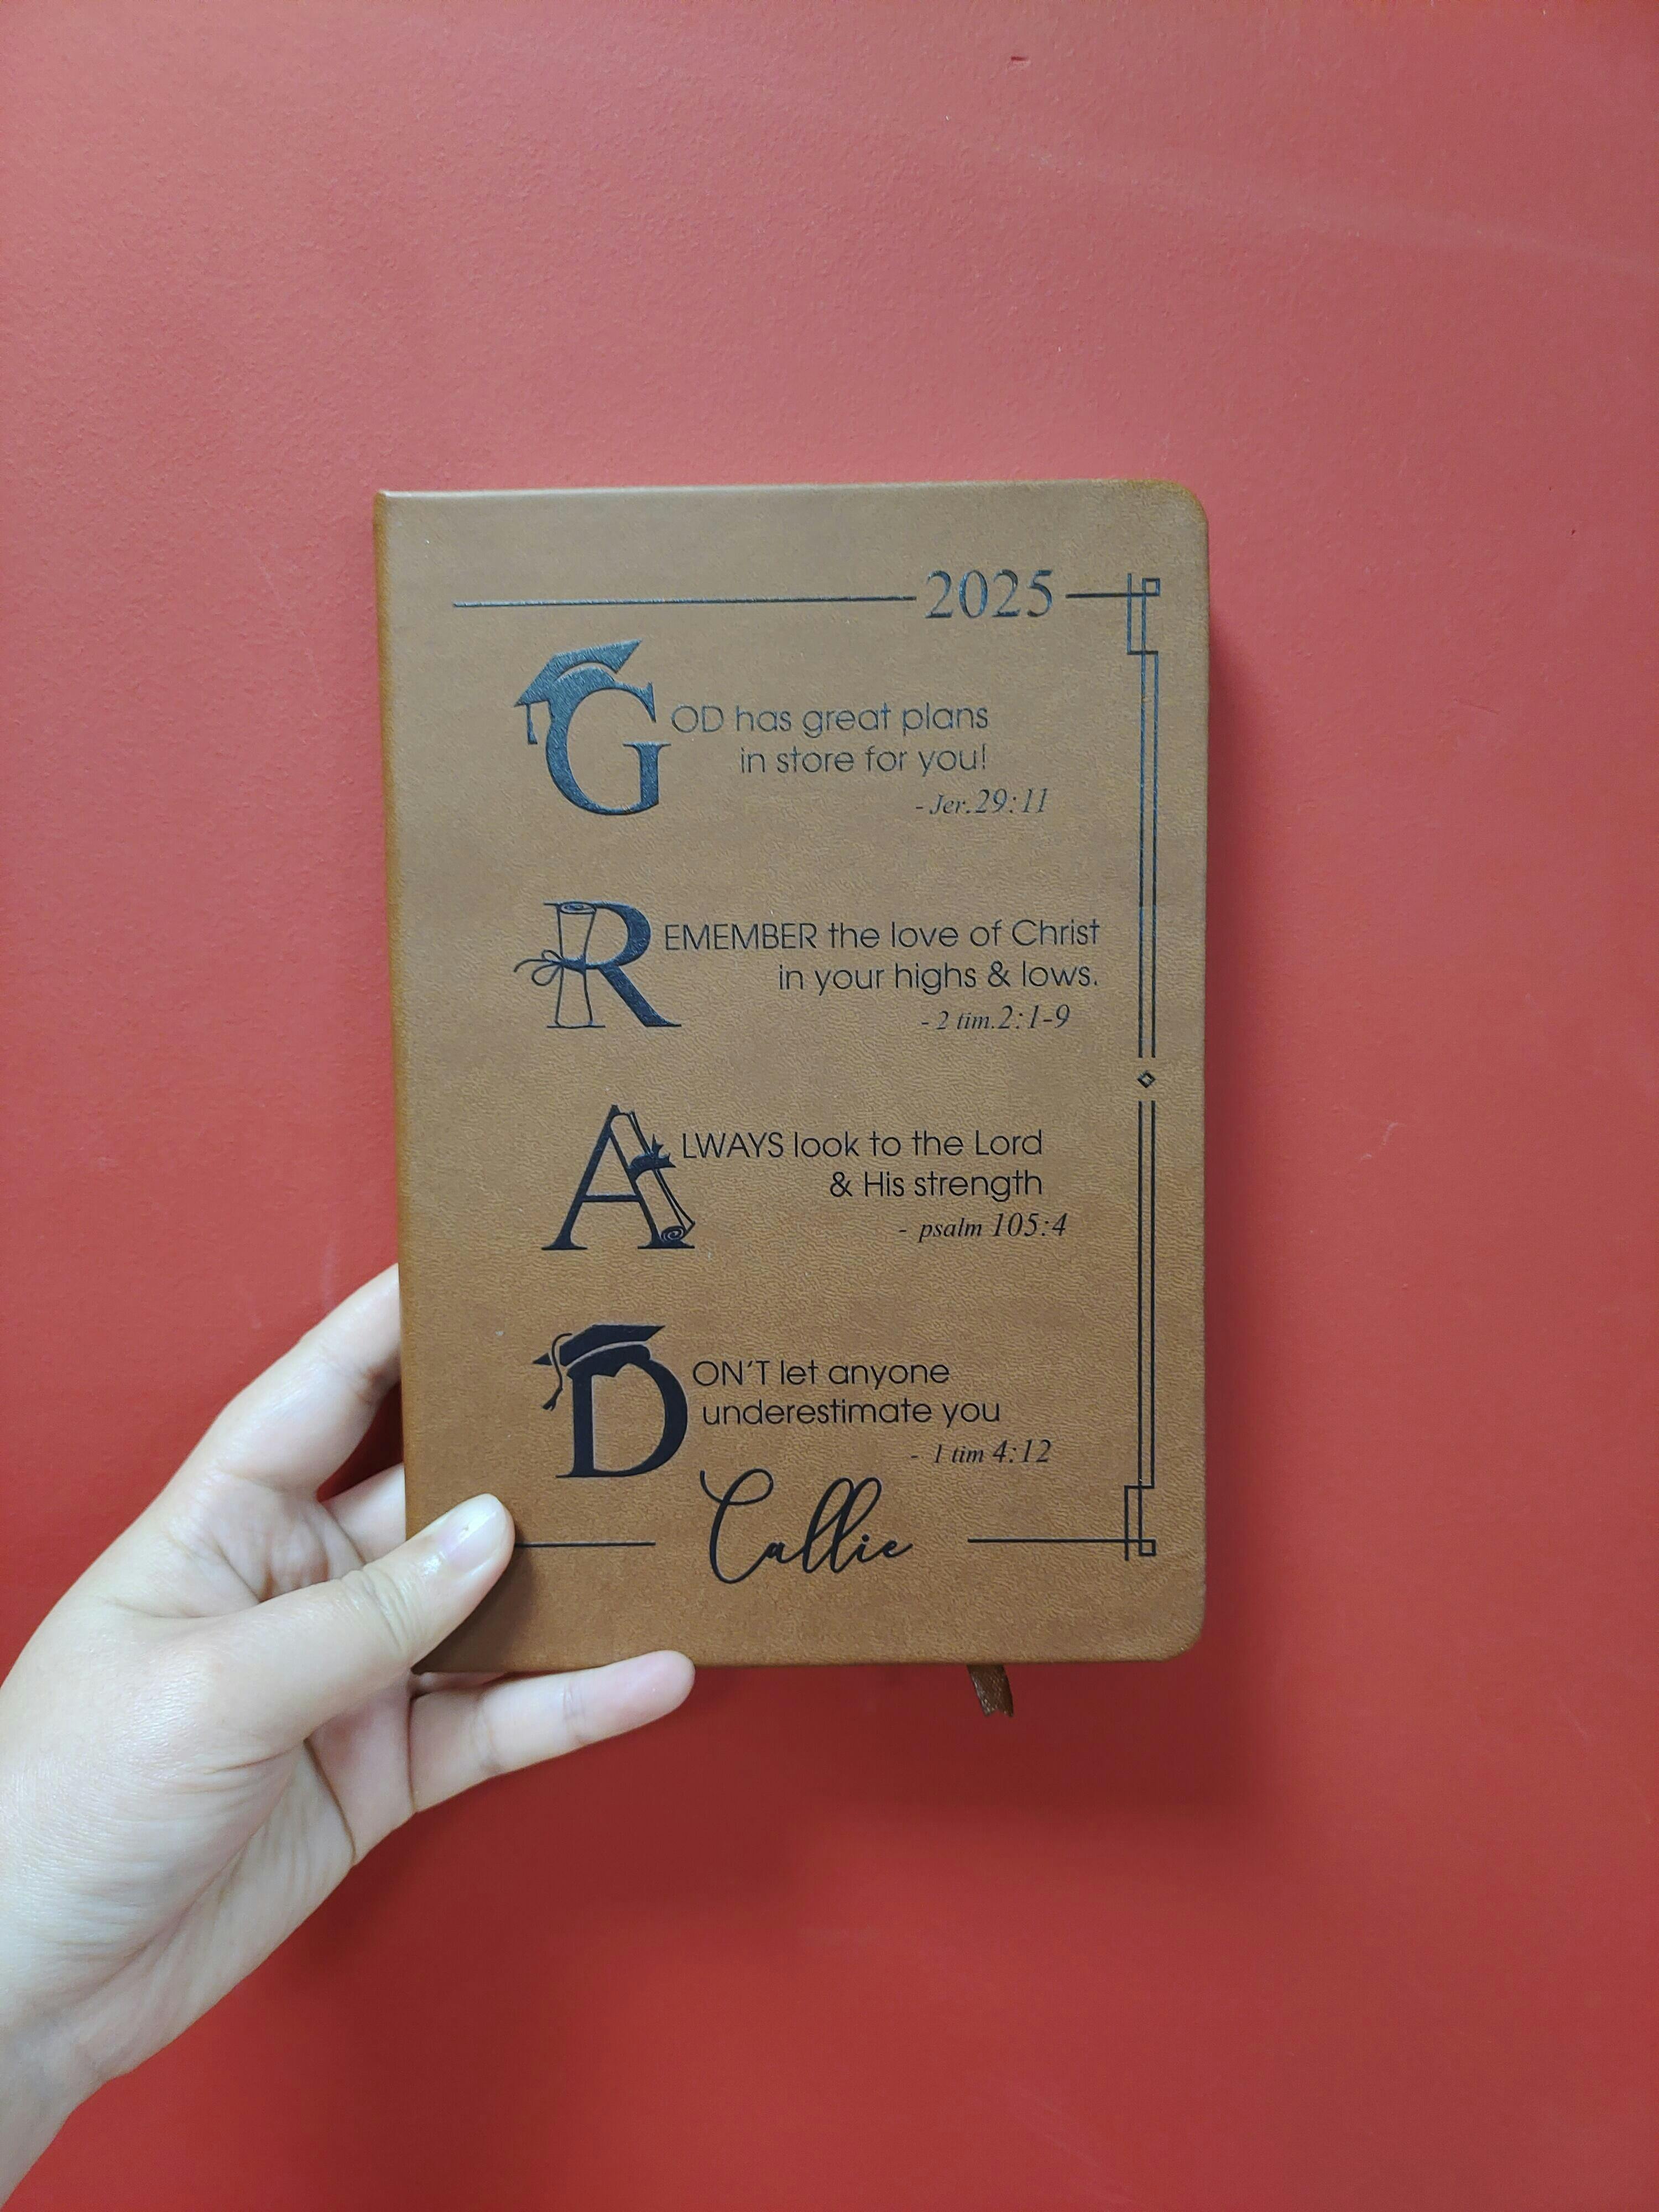 2025
GOD has great plans
in store for you!
- Jer.29:11
REMEMBER the love of Christ
in your highs & lows.
- 2 tim.2:1-9
ALWAYS look to the Lord
& His strength
- psalm 105:4
DON'T let anyone
underestimate you
- 1 tim 4:12
Callie